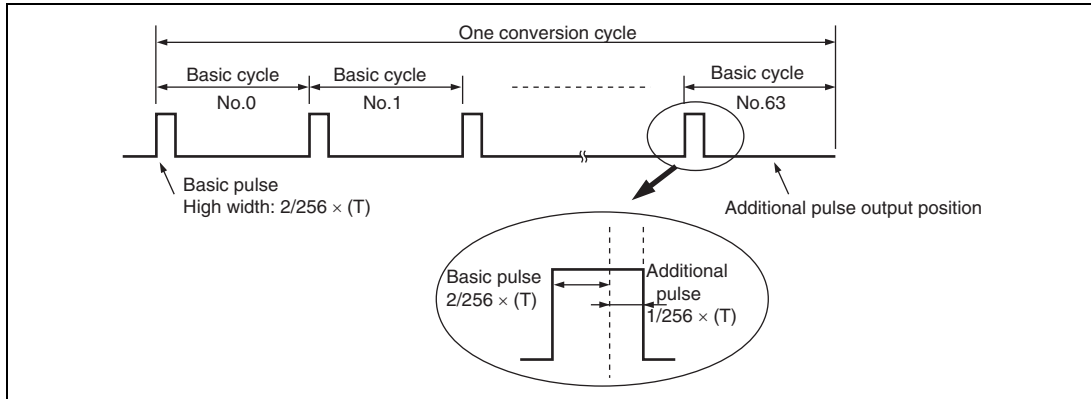 One conversion cycle
Basic cycle
No.0
Basic cycle
No.1
Basic cycle
No.63
Basic pulse
High width: 2/256 × (T)
Additional pulse output position
Basic pulse
2/256 × (T)
Additional
pulse
1/256 × (T)